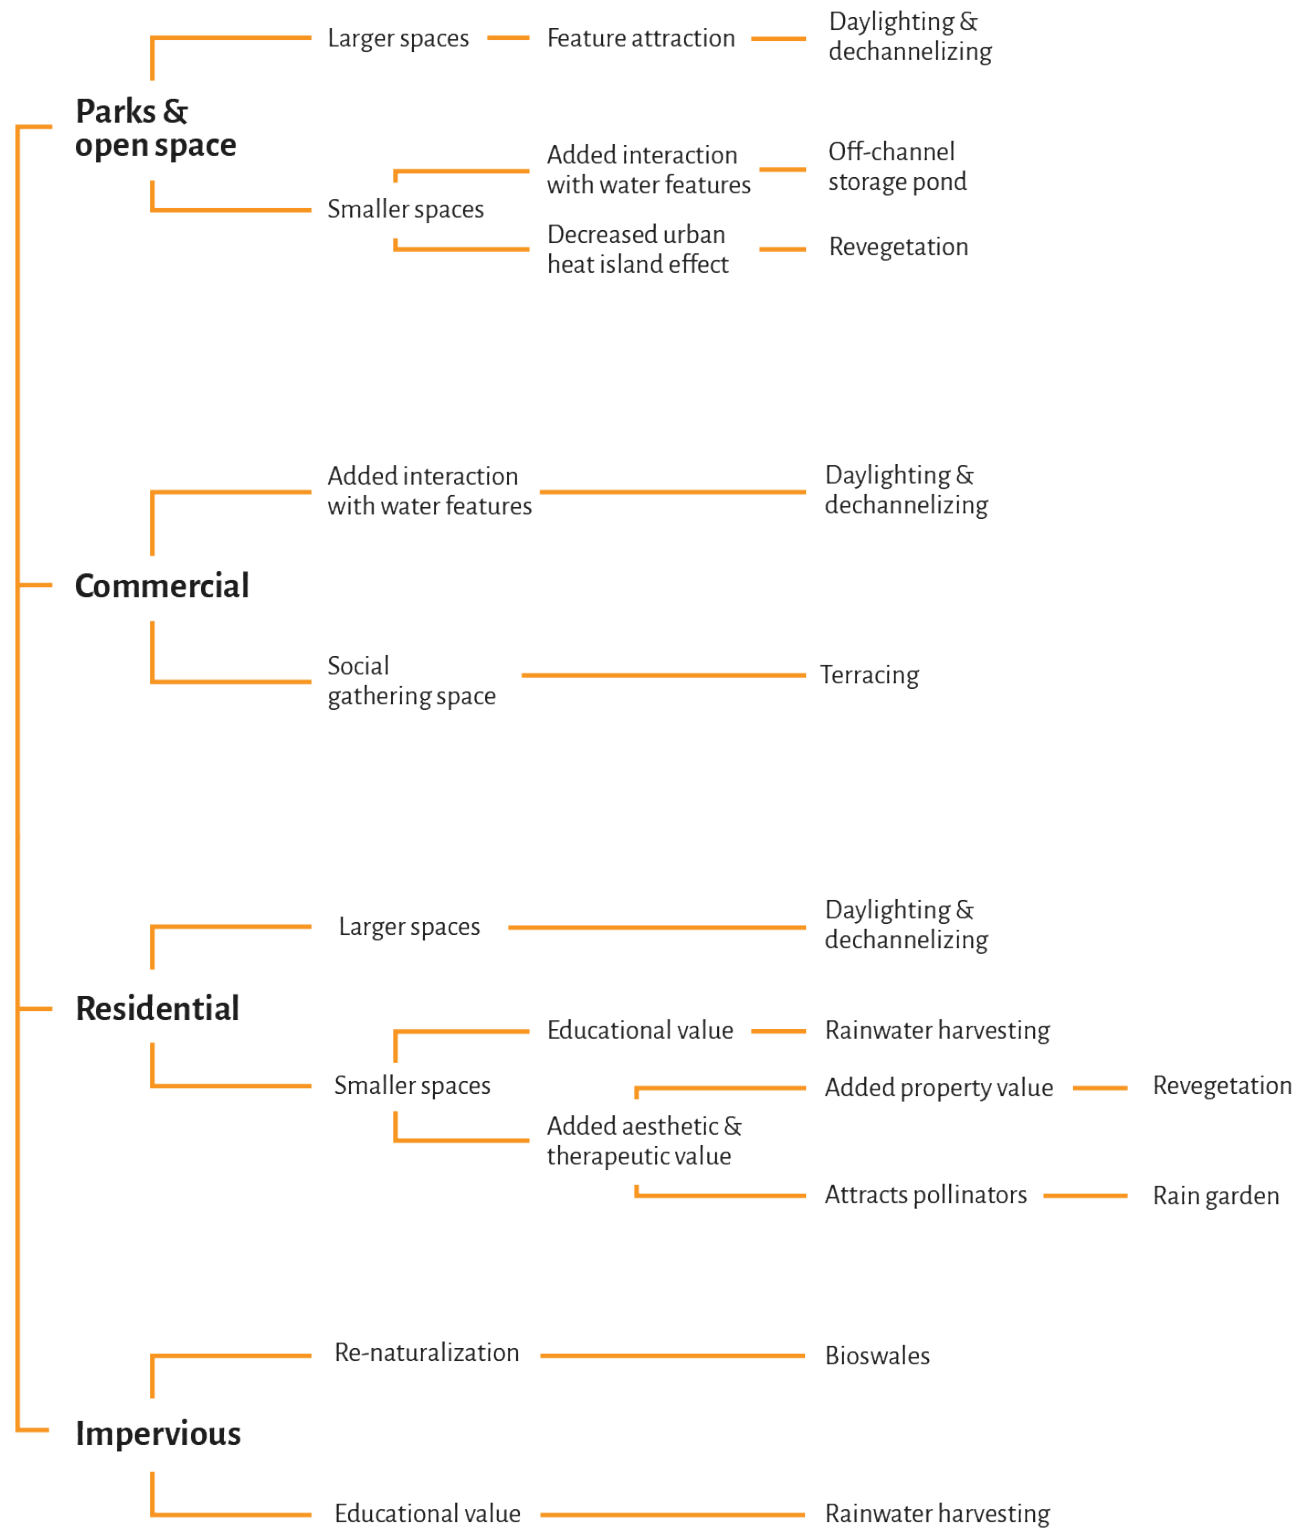 Larger spaces
Feature attraction
Daylighting &
dechannelizing
Parks &
open space
Smaller spaces
Added interaction
with water features
Off-channel
storage pond
Decreased urban
heat island effect
Revegetation
Added interaction
with water features
Daylighting &
dechannelizing
Commercial
Social
gathering space
Terracing
Larger spaces
Daylighting &
dechannelizing
Residential
Smaller spaces
Educational value
Rainwater harvesting
Added aesthetic &
therapeutic value
Added property value
Revegetation
Attracts pollinators
Rain garden
Re-naturalization
Bioswales
Impervious
Educational value
Rainwater harvesting